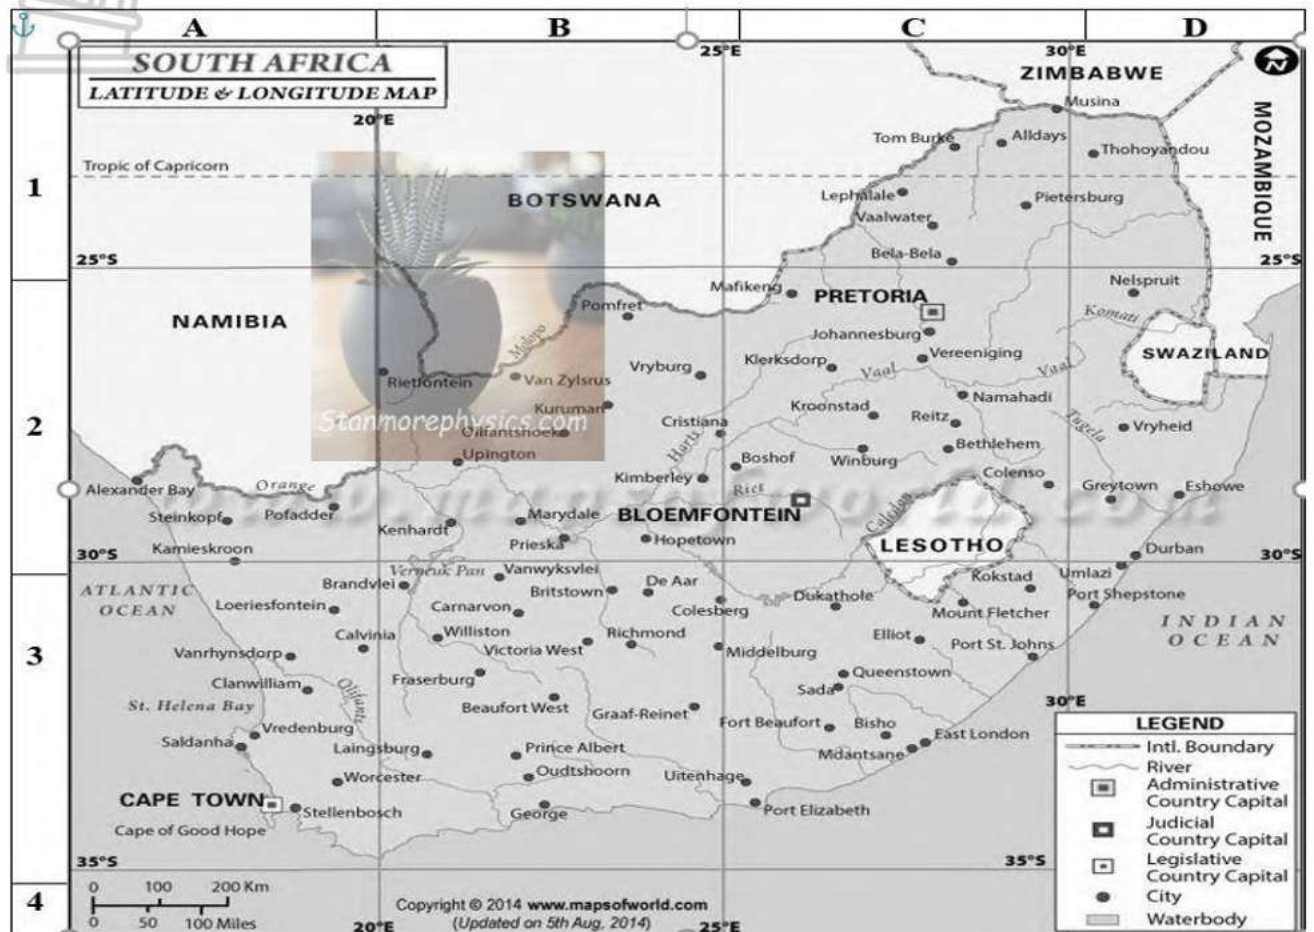 A B C D
SOUTH AFRICA
LATITUDE & LONGITUDE MAP
20°E
25°E
30°E
ZIMBABWE
N
Musina
MOZAMBIQUE
Tom Burke
Alldays
Thohoyandou
Tropic of Capricorn
1
BOTSWANA
Lephalale
Pietersburg
Vaalwater
Bela-Bela
25°S
25°S
Mafikeng
PRETORIA
Nelspruit
Pomfret
NAMIBIA
Komati
Johannesburg
Molopo
SWAZILAND
Vereeniging
Klerksdorp
Vryburg
Vaal
Vaal
Rietfontein
Van Zylsrus
Namahadi
Kuruman
Kroonstad
Reitz
Stanmorephysics.com
2
Cristiana
Tugela
Vryheid
Olifantshoek
Harts
Bethlehem
Upington
Boshof
Winburg
Colenso
Kimberley
Riet
Greytown
Eshowe
Alexander Bay
Orange
www.mapsofworld.com
Steinkopf
Pofadder
Marydale
BLOEMFONTEIN
Caledon
Kenhardt
Prieska
Hopetown
LESOTHO
Kamieskroon
Durban
30°S
30°S
Verneuk Pan
Vanwyksvlei
Umlazi
ATLANTIC
OCEAN
Brandvlei
Britstown
De Aar
Kokstad
Port Shepstone
Loeriesfontein
Carnarvon
Colesberg
Dukathole
Mount Fletcher
INDIAN
OCEAN
Calvinia
Williston
Richmond
Elliot
Port St. Johns
3
Vanrhynsdorp
Victoria West
Middelburg
Clanwilliam
Fraserburg
Queenstown
Olifants
Sada
St. Helena Bay
Beaufort West
Graaf-Reinet
30°E
Vredenburg
Fort Beaufort
Bisho
East London
Saldanha
Laingsburg
Prince Albert
Mdantsane
Worcester
Oudtshoorn
Uitenhage
CAPE TOWN
Stellenbosch
George
Port Elizabeth
Cape of Good Hope
35°S
35°S
LEGEND
Intl. Boundary
River
Administrative
Country Capital
Judicial
Country Capital
Legislative
Country Capital
City
Waterbody
4
0 100 200 Km
0 50 100 Miles
Copyright © 2014 www.mapsofworld.com
(Updated on 5th Aug, 2014)
20°E
25°E